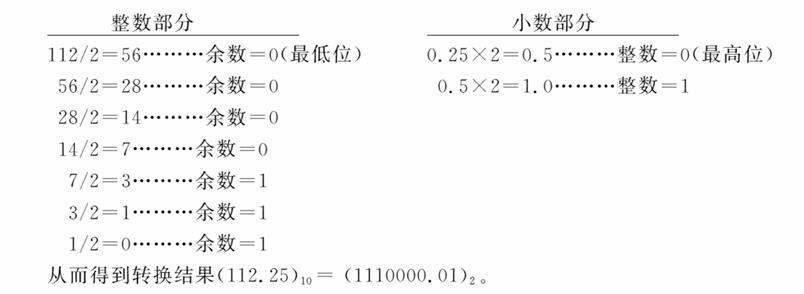 整数部分 小数部分
112/2=56………余数=0(最低位) 0.25×2=0.5………整数=0(最高位)
56/2=28………余数=0 0.5×2=1.0………整数=1
28/2=14………余数=0
14/2=7………余数=0
7/2=3………余数=1
3/2=1………余数=1
1/2=0………余数=1
从而得到转换结果(112.25)₁₀= (1110000.01)₂。